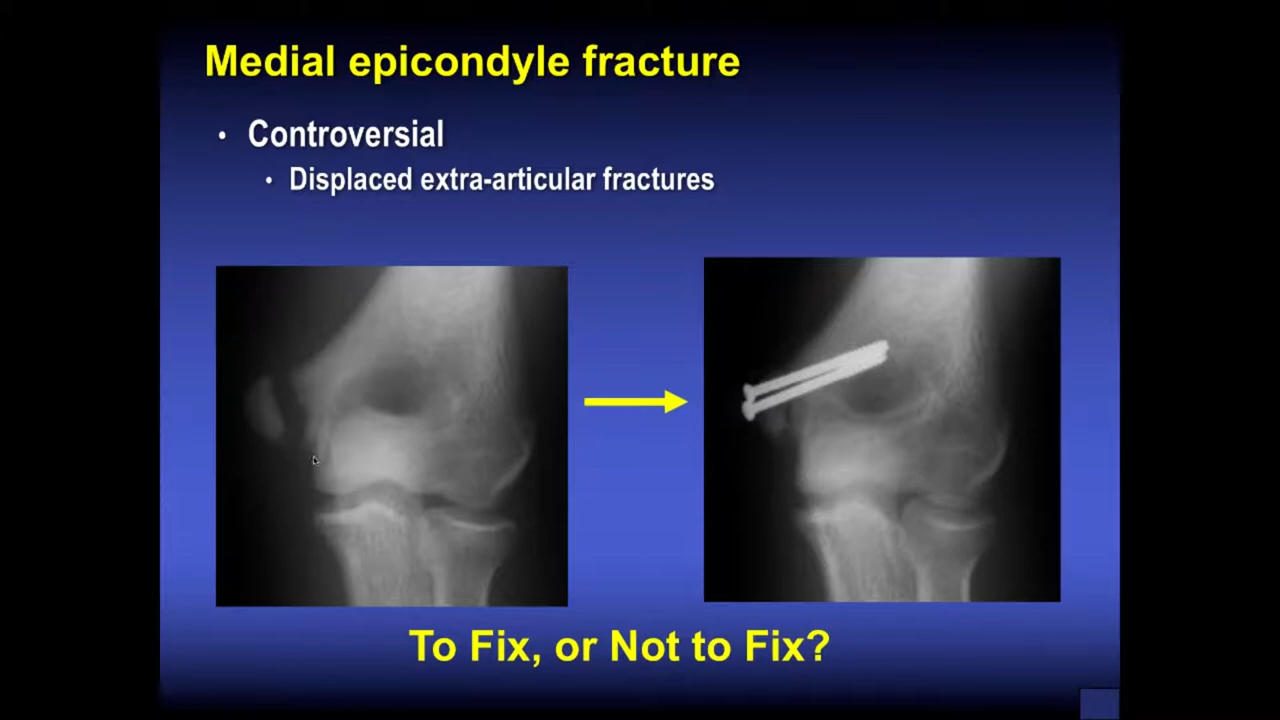 Medial epicondyle fracture
• Controversial
• Displaced extra-articular fractures
To Fix, or Not to Fix?